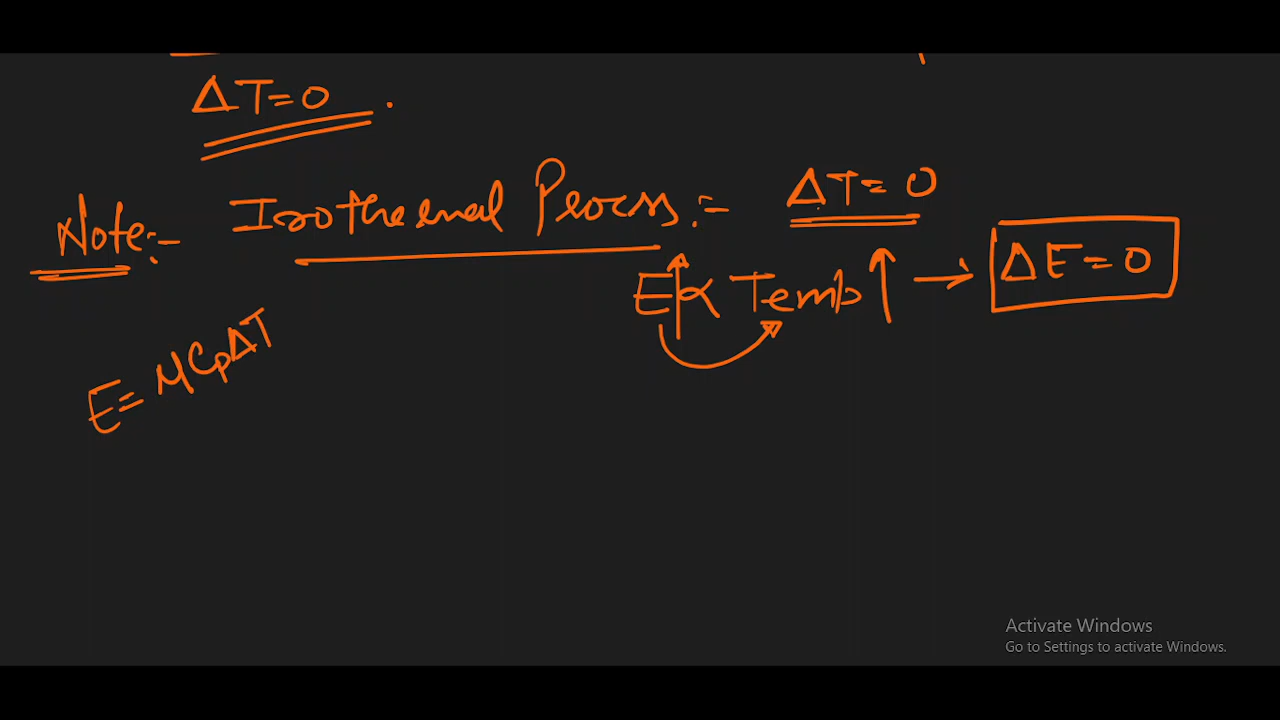 ΔT=0 .
Note:- Isothermal Process:- ΔT=0
E ∝ Temp ↑ → ΔE=0
E= MCpΔT
Activate Windows
Go to Settings to activate Windows.